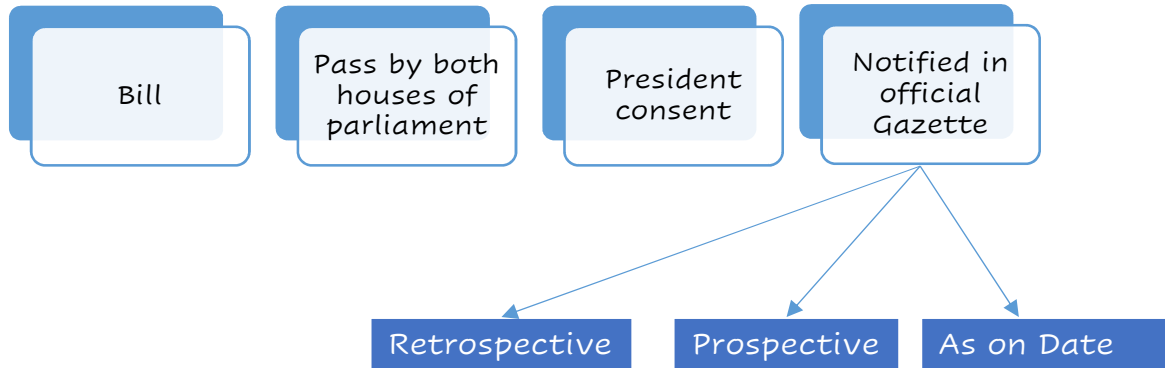 Bill
Pass by both
houses of
parliament
President
consent
Notified in
official
Gazette
Retrospective
Prospective
As on Date